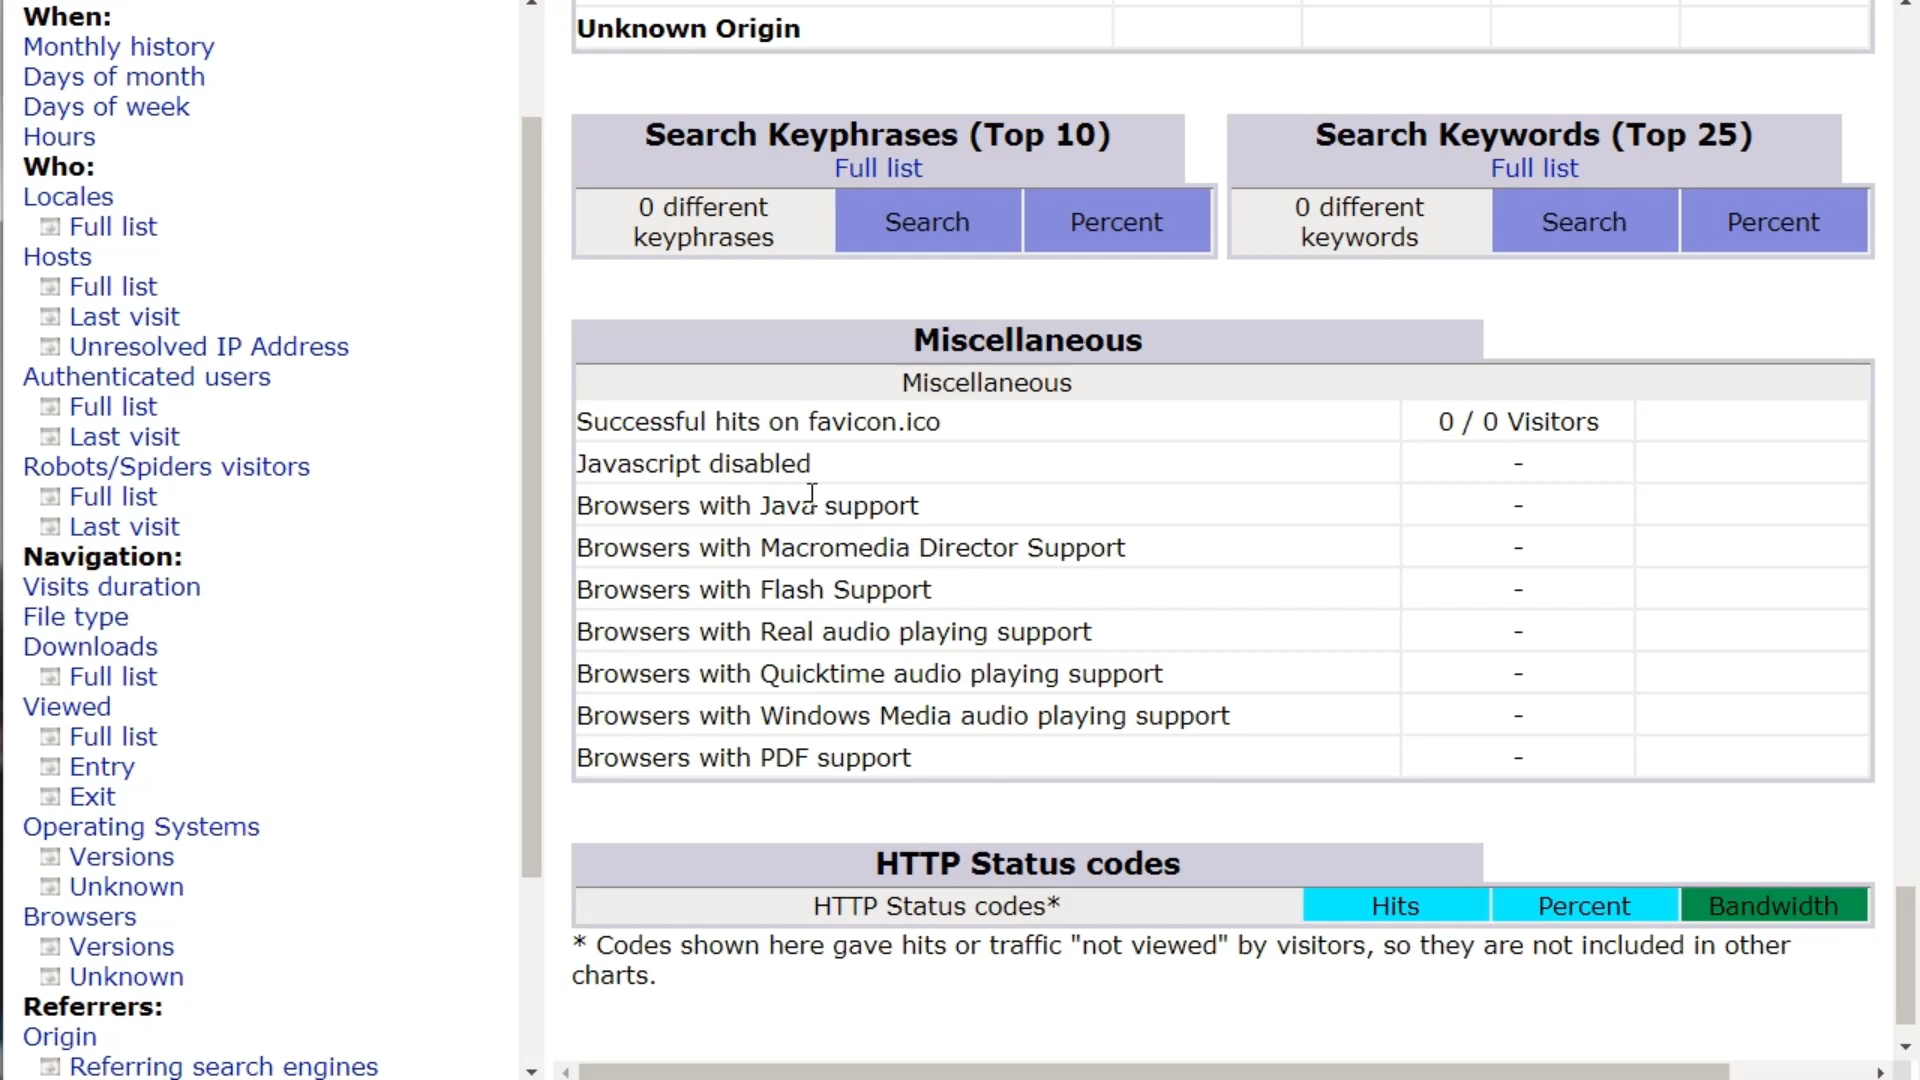 When:
Monthly history
Days of month
Days of week
Hours
Who:
Locales
Full list
Hosts
Full list
Last visit
Unresolved IP Address
Authenticated users
Full list
Last visit
Robots/Spiders visitors
Full list
Last visit
Navigation:
Visits duration
File type
Downloads
Full list
Viewed
Full list
Entry
Exit
Operating Systems
Versions
Unknown
Browsers
Versions
Unknown
Referrers:
Origin
Referring search engines
Unknown Origin
Search Keyphrases (Top 10)
Full list
0 different
keyphrases
Search
Percent
Search Keywords (Top 25)
Full list
0 different
keywords
Search
Percent
Miscellaneous
Miscellaneous
Successful hits on favicon.ico 0 / 0 Visitors
Javascript disabled -
Browsers with Java support -
Browsers with Macromedia Director Support -
Browsers with Flash Support -
Browsers with Real audio playing support -
Browsers with Quicktime audio playing support -
Browsers with Windows Media audio playing support -
Browsers with PDF support -
HTTP Status codes
HTTP Status codes* Hits Percent Bandwidth
* Codes shown here gave hits or traffic "not viewed" by visitors, so they are not included in other
charts.